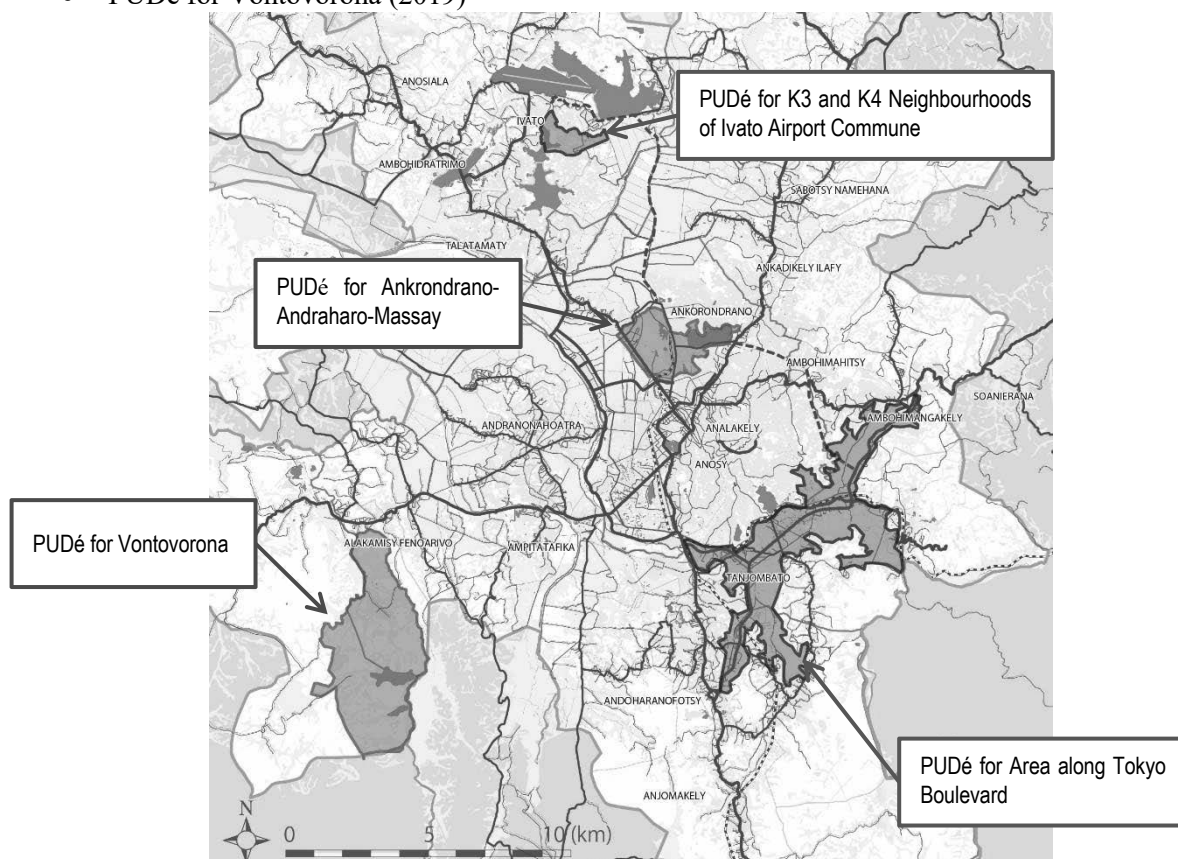 PUDé for Vontovorona (2019)
PUDé for K3 and K4 Neighbourhoods
of Ivato Airport Commune
ANOSIALA
IVATO
AMBOHIDRATRIMO
SABOTSY NAMEHANA
TALATAMATY
ANKADIKELY ILAFY
PUDé for Ankrondrano-
Andraharo-Massay
ANKORONDRANO
AMBOHIMAHITSY
SOANIERANA
AMBOHIMANGAKELY
ANDRANONAHOATRA
ANALAKELY
ANOSY
PUDé for Vontovorona
ALAKAMISY FENOARIVO
AMPITATAFIKA
TANJOMBATO
ANDOHARANOFOTSY
PUDé for Area along Tokyo
Boulevard
ANJOMAKELY
N
0 5 10 (km)